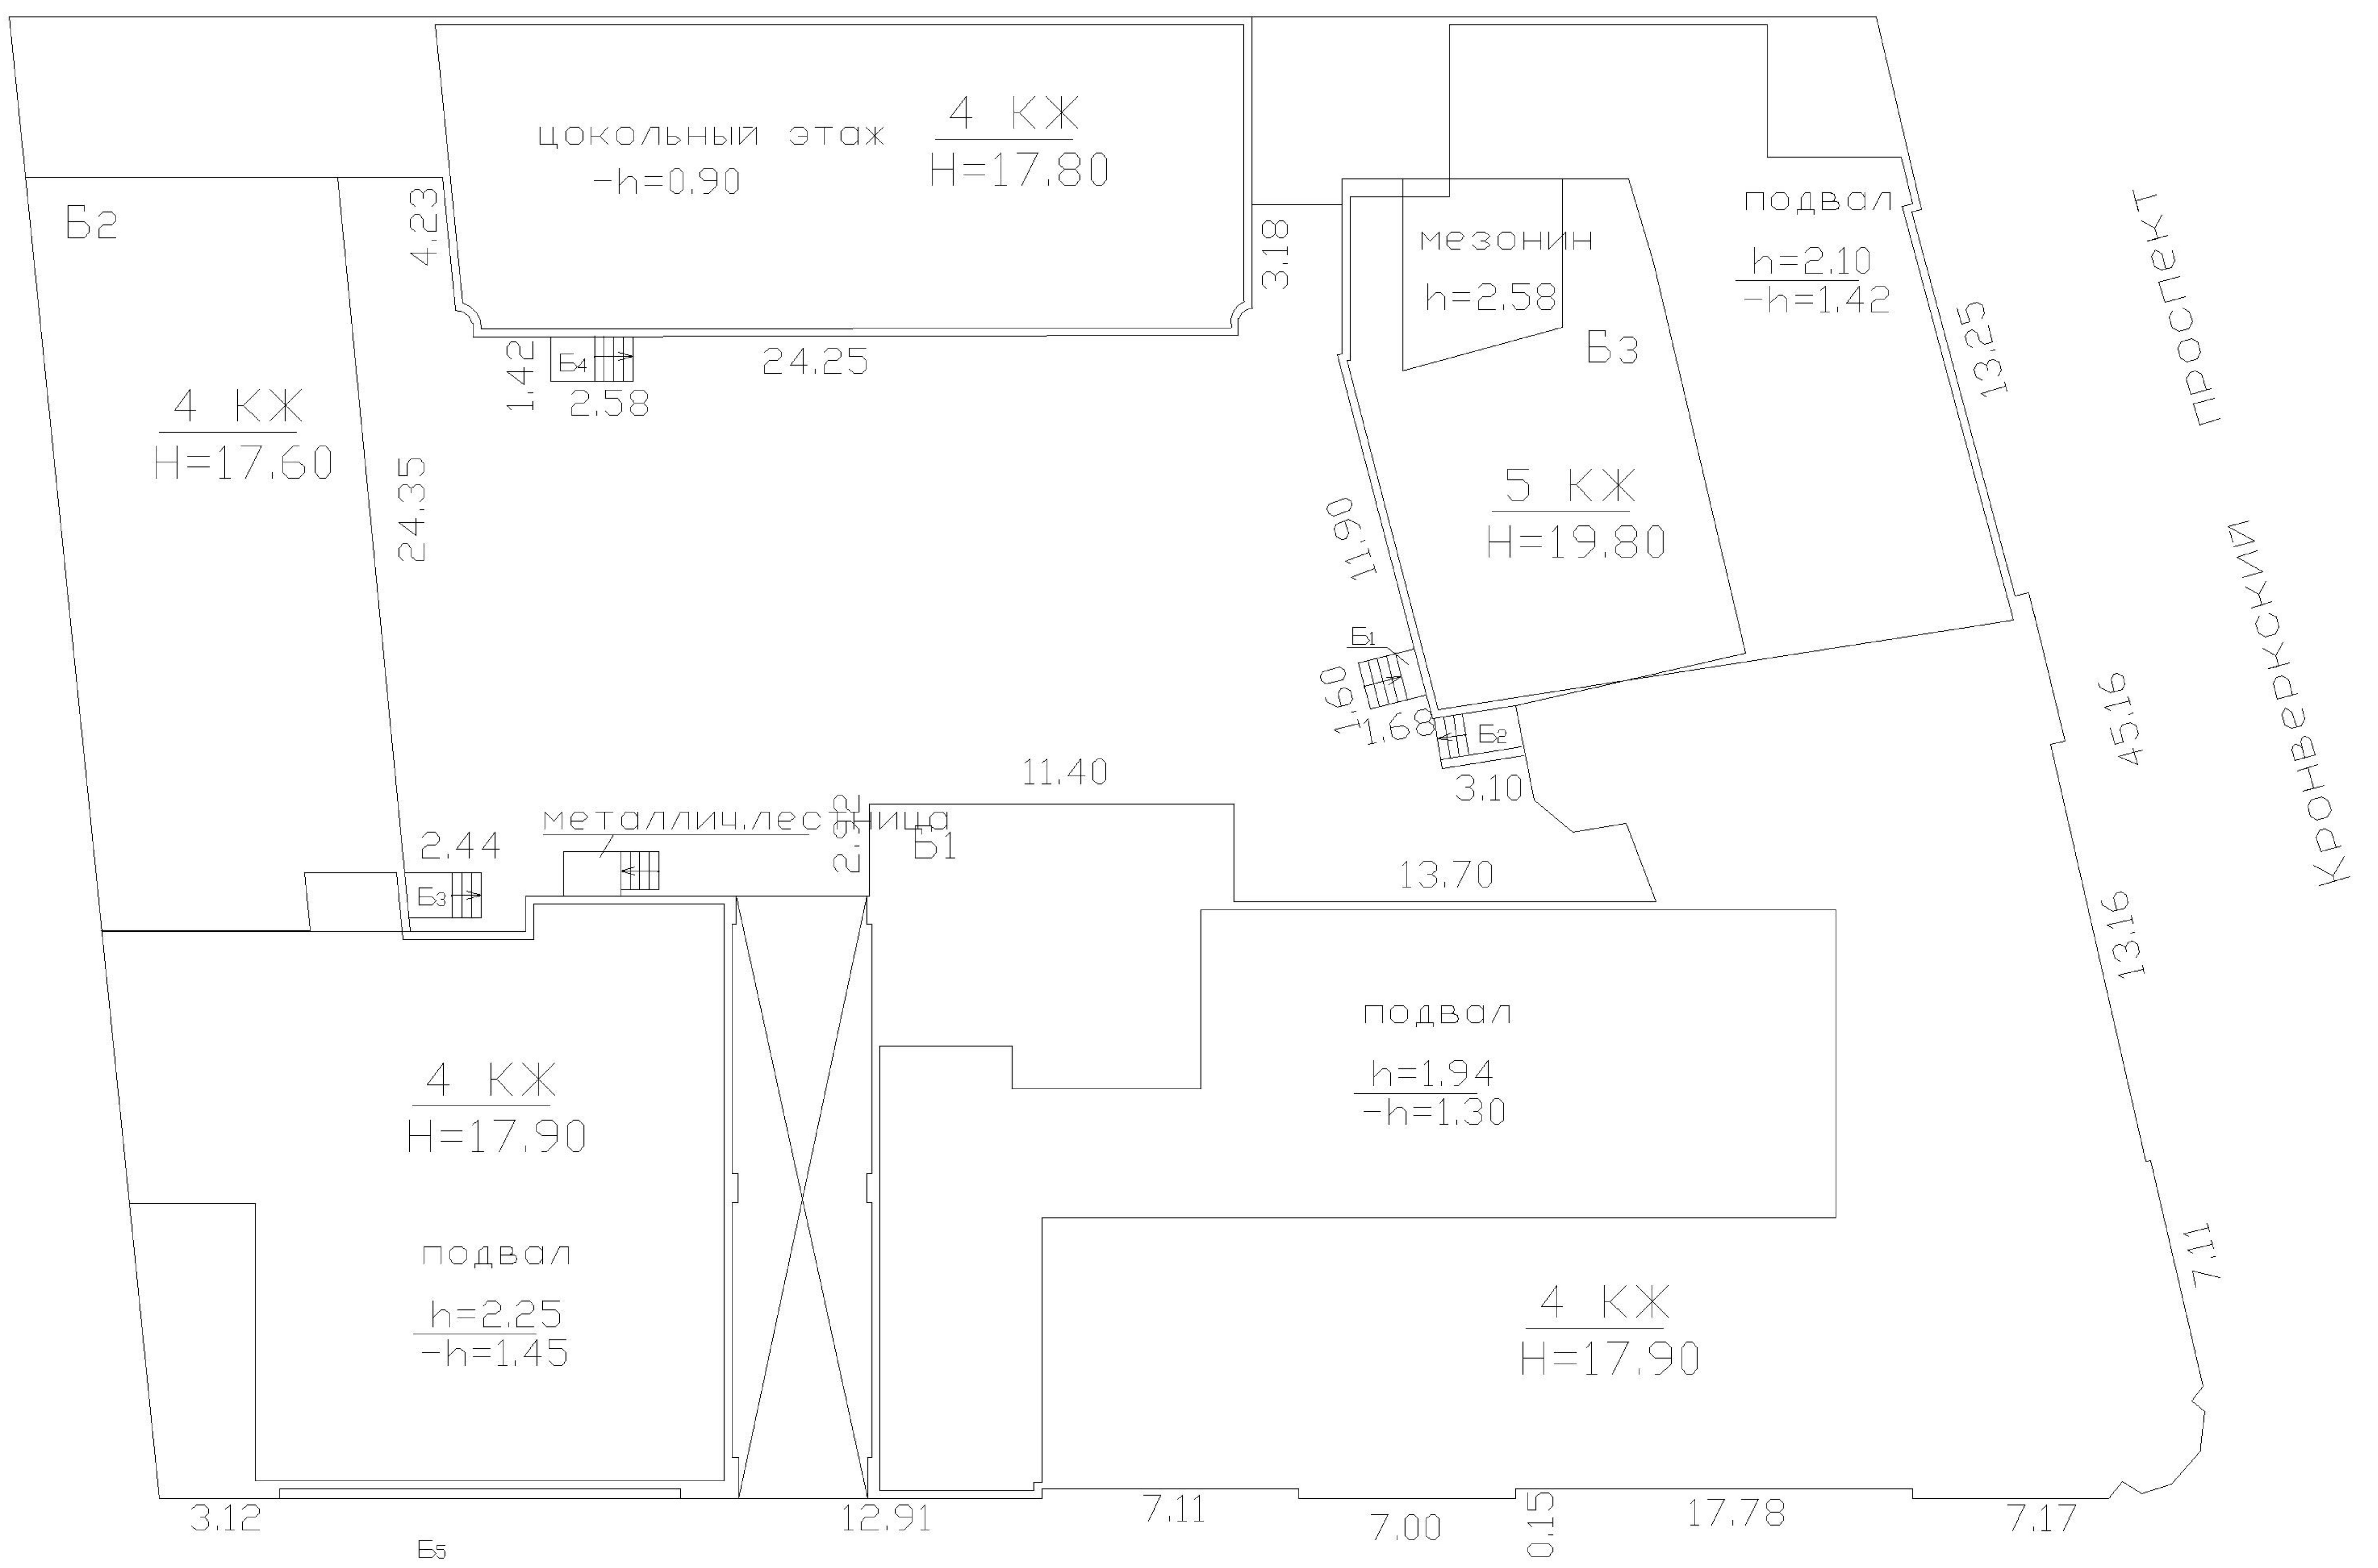 цокольный этаж
-h=0.90
4 КЖ
H=17.80
Б2
4.23
3.18
подвал
h=2.10
-h=1.42
мезонин
h=2.58
Б3
13.25
проспект
Б4
1.42
2.58
24.25
4 КЖ
H=17.60
24.35
5 КЖ
H=19.80
11.90
Кронверкский
Б1
1.60
1.68
Б2
3.10
45.16
11.40
металлич.лестница
2.92
Б1
2.44
Б3
13.70
13.16
подвал
h=1.94
-h=1.30
4 КЖ
H=17.90
7.11
подвал
h=2.25
-h=1.45
4 КЖ
H=17.90
3.12
12.91
7.11
7.00
0.15
17.78
7.17
Б5